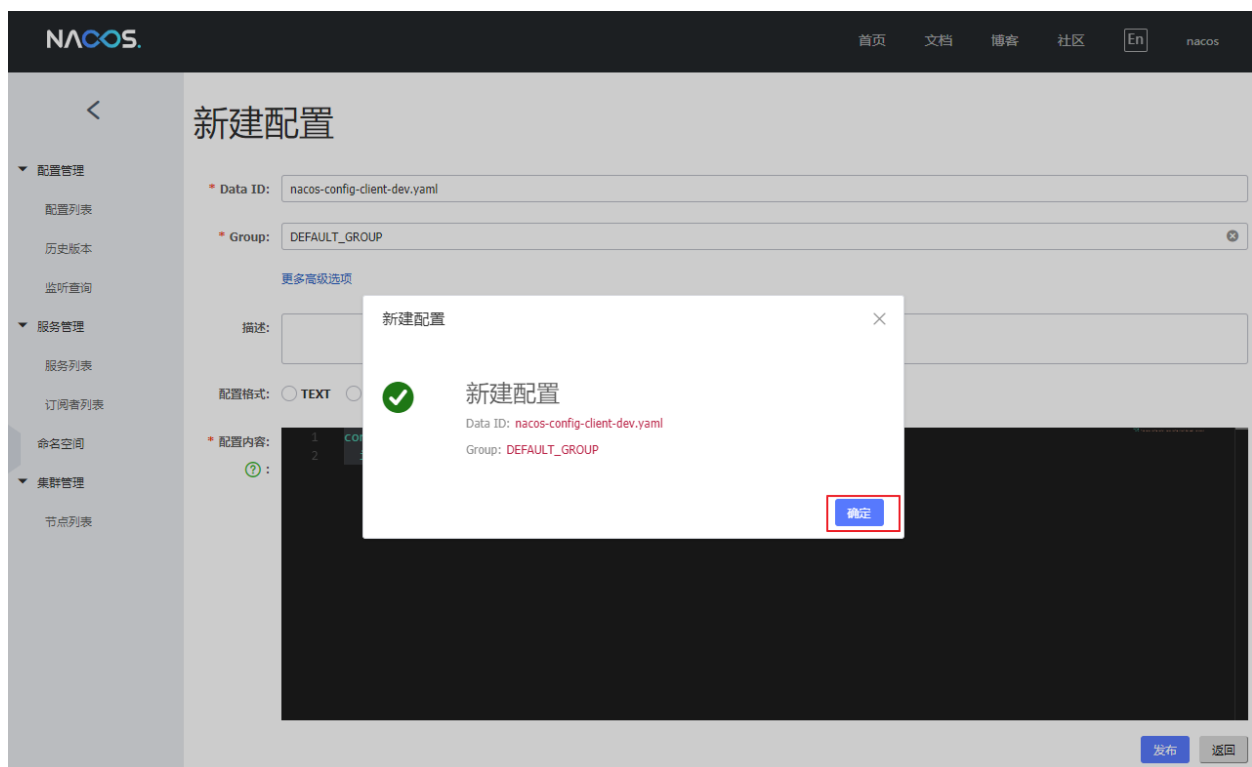 NACOS.
首页 文档 博客 社区 En nacos
新建配置
配置管理
配置列表
历史版本
监听查询
服务管理
服务列表
订阅者列表
命名空间
集群管理
节点列表
* Data ID: nacos-config-client-dev.yaml
* Group: DEFAULT_GROUP
更多高级选项
描述:
配置格式: TEXT
* 配置内容:
? :
1
2
新建配置
新建配置
Data ID: nacos-config-client-dev.yaml
Group: DEFAULT_GROUP
确定
发布 返回